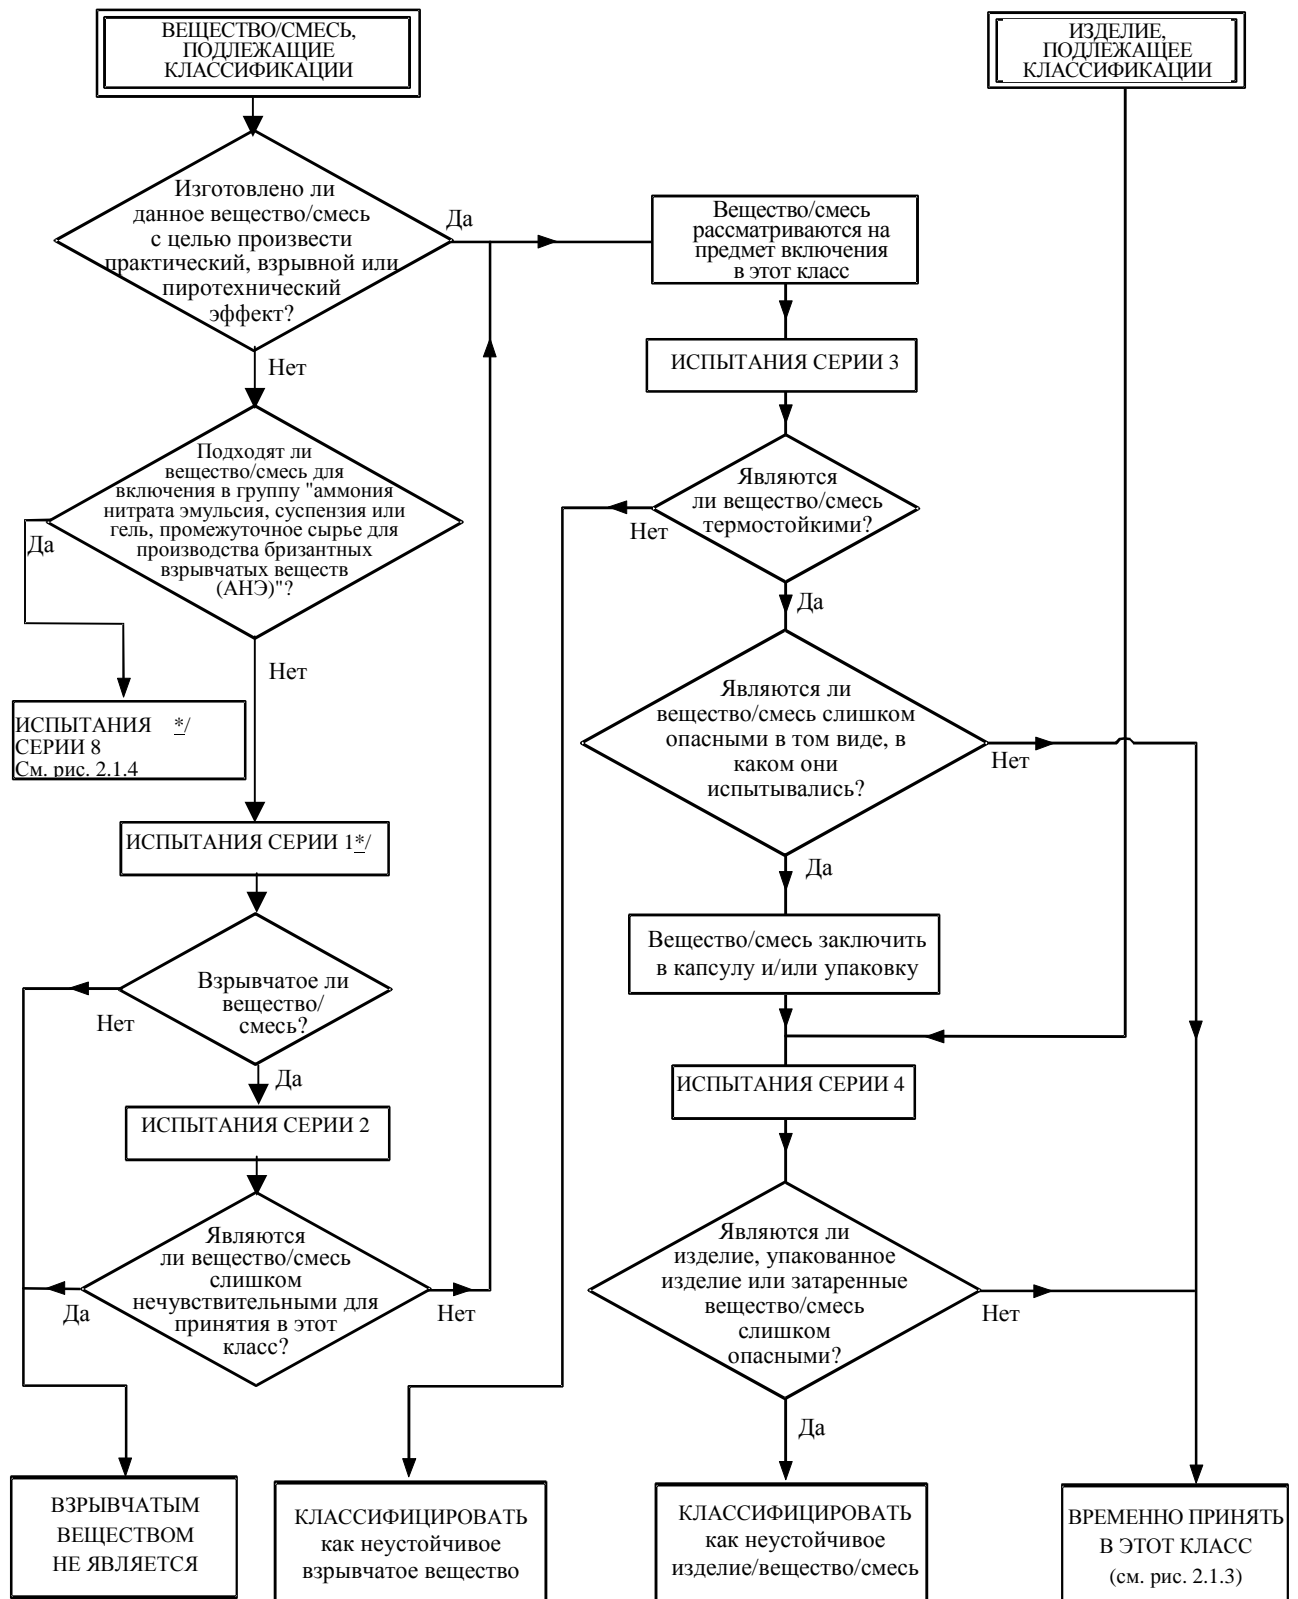 ВЕЩЕСТВО/СМЕСЬ,
ПОДЛЕЖАЩИЕ
КЛАССИФИКАЦИИ
ИЗДЕЛИЕ,
ПОДЛЕЖАЩЕЕ
КЛАССИФИКАЦИИ
Изготовлено ли
данное вещество/смесь
с целью произвести
практический, взрывной или
пиротехнический
эффект?
Да
Вещество/смесь
рассматриваются на
предмет включения
в этот класс
Нет
ИСПЫТАНИЯ СЕРИИ 3
Подходят ли
вещество/смесь для
включения в группу "аммония
нитрата эмульсия, суспензия или
гель, промежуточное сырье для
производства бризантных
взрывчатых веществ
(АНЭ)"?
Да
Являются
ли вещество/смесь
термостойкими?
Нет
Да
Нет
ИСПЫТАНИЯ */
СЕРИИ 8
См. рис. 2.1.4
Являются ли
вещество/смесь слишком
опасными в том виде, в
каком они
испытывались?
Нет
Да
ИСПЫТАНИЯ СЕРИИ 1*/
Вещество/смесь заключить
в капсулу и/или упаковку
Взрывчатое ли
вещество/
смесь?
Нет
Да
ИСПЫТАНИЯ СЕРИИ 4
ИСПЫТАНИЯ СЕРИИ 2
Являются
ли вещество/смесь
слишком
нечувствительными для
принятия в этот
класс?
Да
Нет
Являются ли
изделие, упакованное
изделие или затаренные
вещество/смесь
слишком
опасными?
Нет
Да
ВЗРЫВЧАТЫМ
ВЕЩЕСТВОМ
НЕ ЯВЛЯЕТСЯ
КЛАССИФИЦИРОВАТЬ
как неустойчивое
взрывчатое вещество
КЛАССИФИЦИРОВАТЬ
как неустойчивое
изделие/вещество/смесь
ВРЕМЕННО ПРИНЯТЬ
В ЭТОТ КЛАСС
(см. рис. 2.1.3)